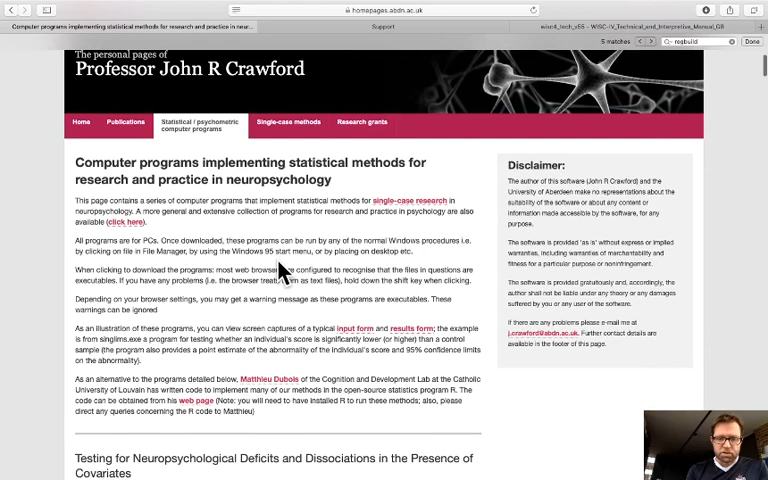 homepages.abdn.ac.uk
Computer programs implementing statistical methods for research and practice in neur...
Support
wisc4_tech_v55 – WISC-IV_Technical_and_Interpretive_Manual_GB
5 matches
regbuild
Done
The personal pages of
Professor John R Crawford
Home
Publications
Statistical / psychometric
computer programs
Single-case methods
Research grants
Computer programs implementing statistical methods for
research and practice in neuropsychology
This page contains a series of computer programs that implement statistical methods for single-case research in
neuropsychology. A more general and extensive collection of programs for research and practice in psychology are also
available (click here).
All programs are for PCs. Once downloaded, these programs can be run by any of the normal Windows procedures i.e.
by clicking on file in File Manager, by using the Windows 95 start menu, or by placing on desktop etc.
When clicking to download the programs: most web brows configured to recognise that the files in questions are
executables. If you have any problems (i.e. the browser treat as text files), hold down the shift key when clicking.
Depending on your browser settings, you may get a warning message as these programs are executables. These
warnings can be ignored
As an illustration of these programs, you can view screen captures of a typical input form and results form; the example
is from singlims.exe a program for testing whether an individual's score is significantly lower (or higher) than a control
sample (the program also provides a point estimate of the abnormality of the individual's score and 95% confidence limits
on the abnormality).
As an alternative to the programs detailed below, Matthieu Dubois of the Cognition and Development Lab at the Catholic
University of Louvain has written code to implement many of our methods in the open-source statistics program R. The
code can be obtained from his web page (Note: you will need to have installed R to run these methods; also, please
direct any queries concerning the R code to Matthieu)
Testing for Neuropsychological Deficits and Dissociations in the Presence of
Covariates
Disclaimer:
The author of this software (John R Crawford) and the
University of Aberdeen make no representations about the
suitability of the software or about any content or
information made accessible by the software, for any
purpose.
The software is provided 'as is' without express or implied
warranties, including warranties of merchantability and
fitness for a particular purpose or noninfringement.
The software is provided gratuitously and, accordingly, the
author shall not be liable under any theory or any damages
suffered by you or any user of the software.
If there are any problems please e-mail me at
j.crawford@abdn.ac.uk. Further contact details are
available in the footer of this page.